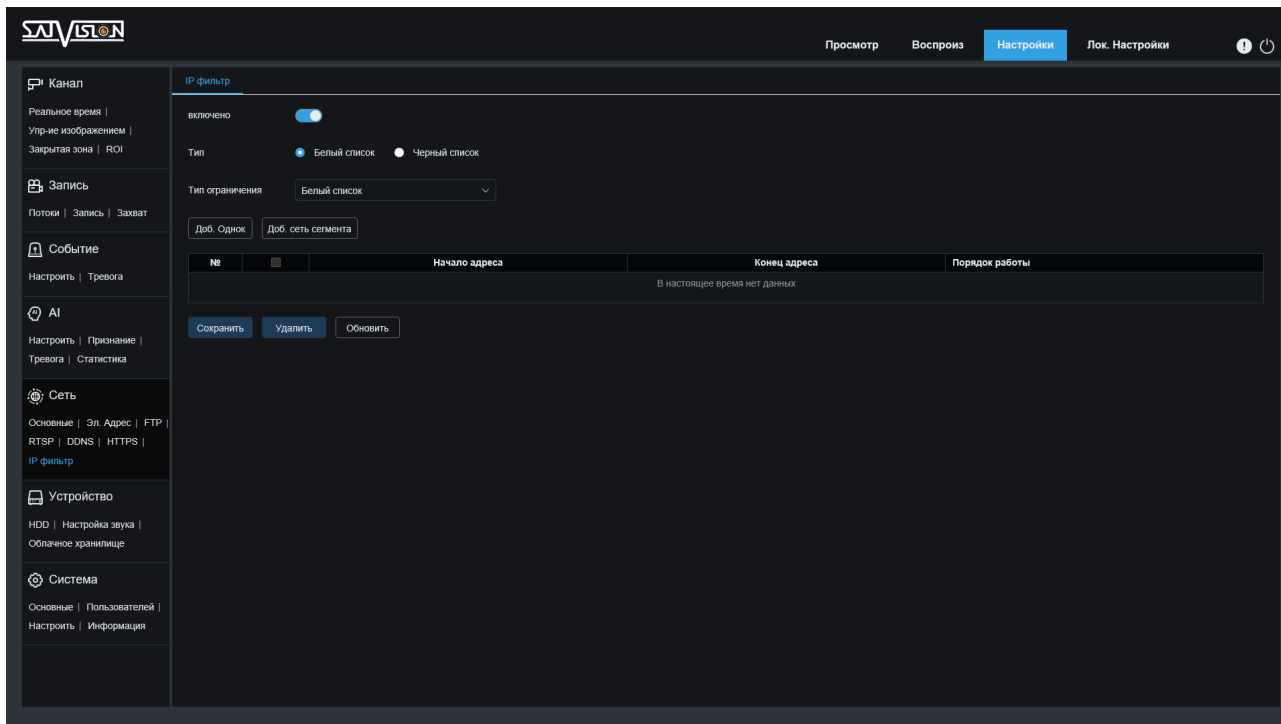 SATVISION
Просмотр Воспроиз Настройки Лок. Настройки
Канал
Реальное время |
Упр-ие изображением |
Закрытая зона | ROI
Запись
Потоки | Запись | Захват
Событие
Настроить | Тревога
AI
Настроить | Признание |
Тревога | Статистика
Сеть
Основные | Эл. Адрес | FTP |
RTSP | DDNS | HTTPS |
IP фильтр
Устройство
HDD | Настройка звука |
Облачное хранилище
Система
Основные | Пользователей |
Настроить | Информация
IP фильтр
включено
Тип Белый список Черный список
Тип ограничения Белый список
Доб. Однок Доб. сеть сегмента
№ Начало адреса Конец адреса Порядок работы
В настоящее время нет данных
Сохранить Удалить Обновить